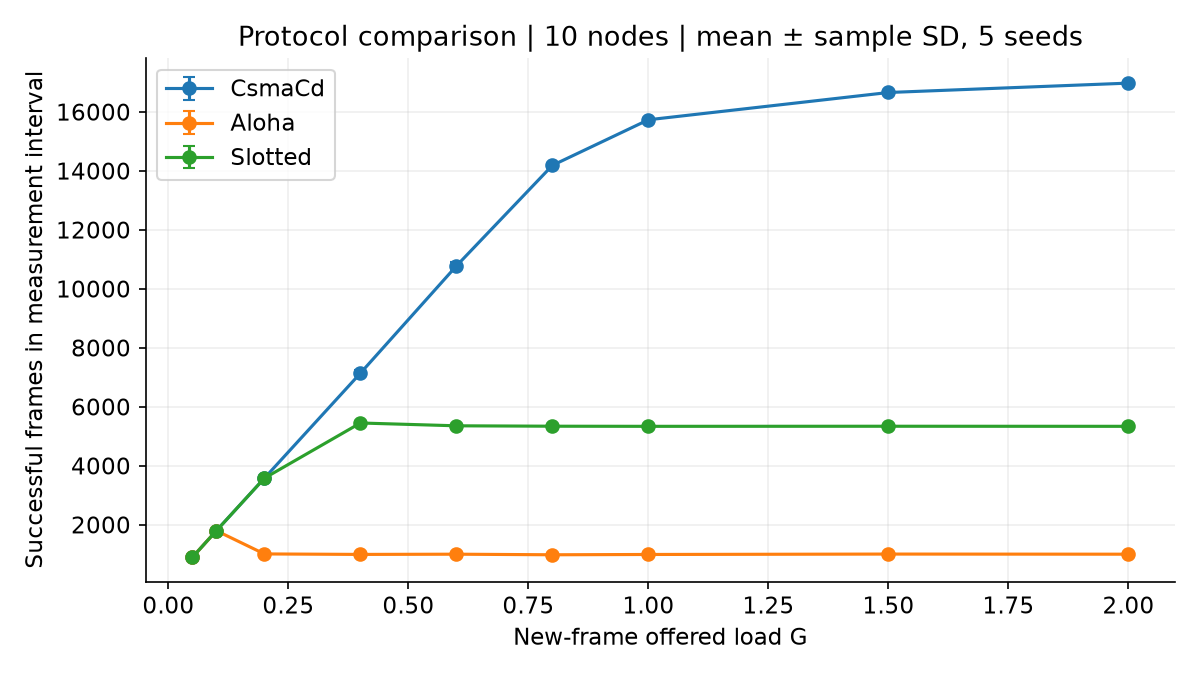 Protocol comparison | 10 nodes | mean ± sample SD, 5 seeds
Successful frames in measurement interval
16000
14000
12000
10000
8000
6000
4000
2000
CsmaCd
Aloha
Slotted
0.00 0.25 0.50 0.75 1.00 1.25 1.50 1.75 2.00
New-frame offered load G